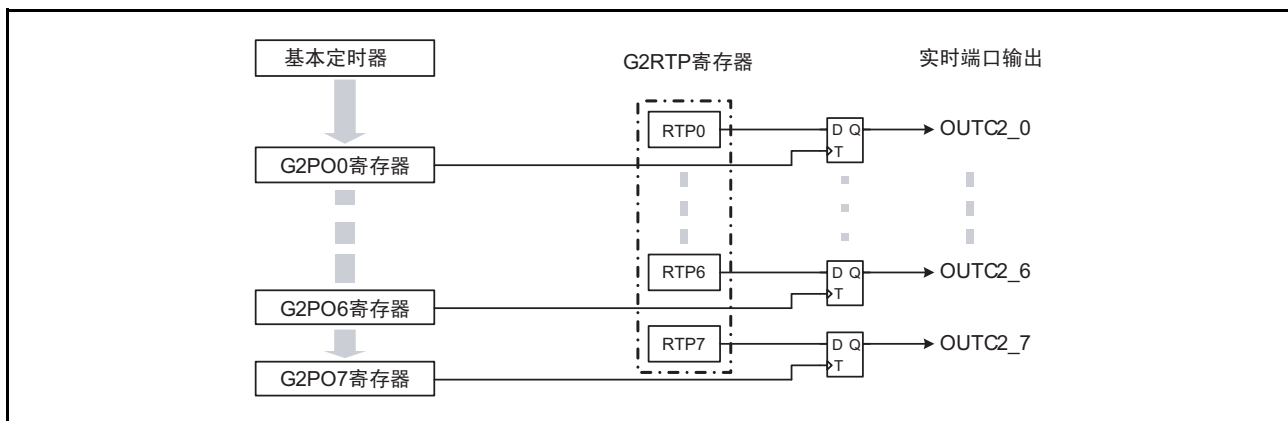 基本定时器
G2RTP寄存器
实时端口输出
RTP0
D Q
T
OUTC2_0
G2PO0寄存器
RTP6
D Q
T
OUTC2_6
G2PO6寄存器
RTP7
D Q
T
OUTC2_7
G2PO7寄存器